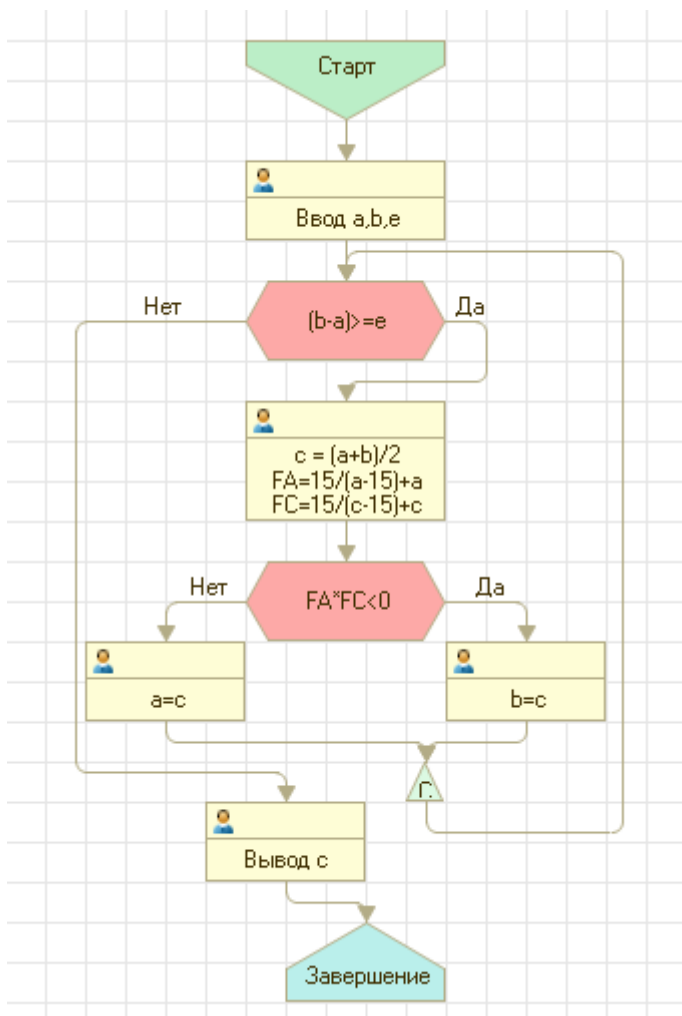 Старт
Ввод a,b,e
Нет
(b-a)>=e
Да
c = (a+b)/2
FA=15/(a-15)+a
FC=15/(c-15)+c
Нет
FA*FC<0
Да
a=c
b=c
Г.
Вывод c
Завершение